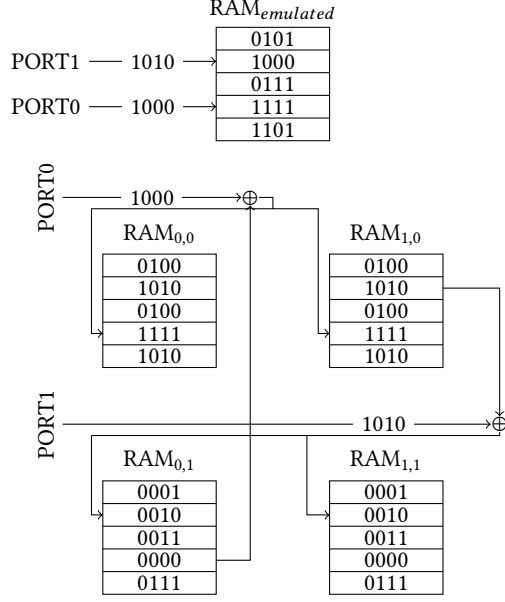 RAM_emulated
0101
PORT1 1010 1000
0111
PORT0 1000 1111
1101
PORT0 1000
RAM0,0 RAM1,0
0100 0100
1010 1010
0100 0100
1111 1111
1010 1010
PORT1 1010
RAM0,1 RAM1,1
0001 0001
0010 0010
0011 0011
0000 0000
0111 0111